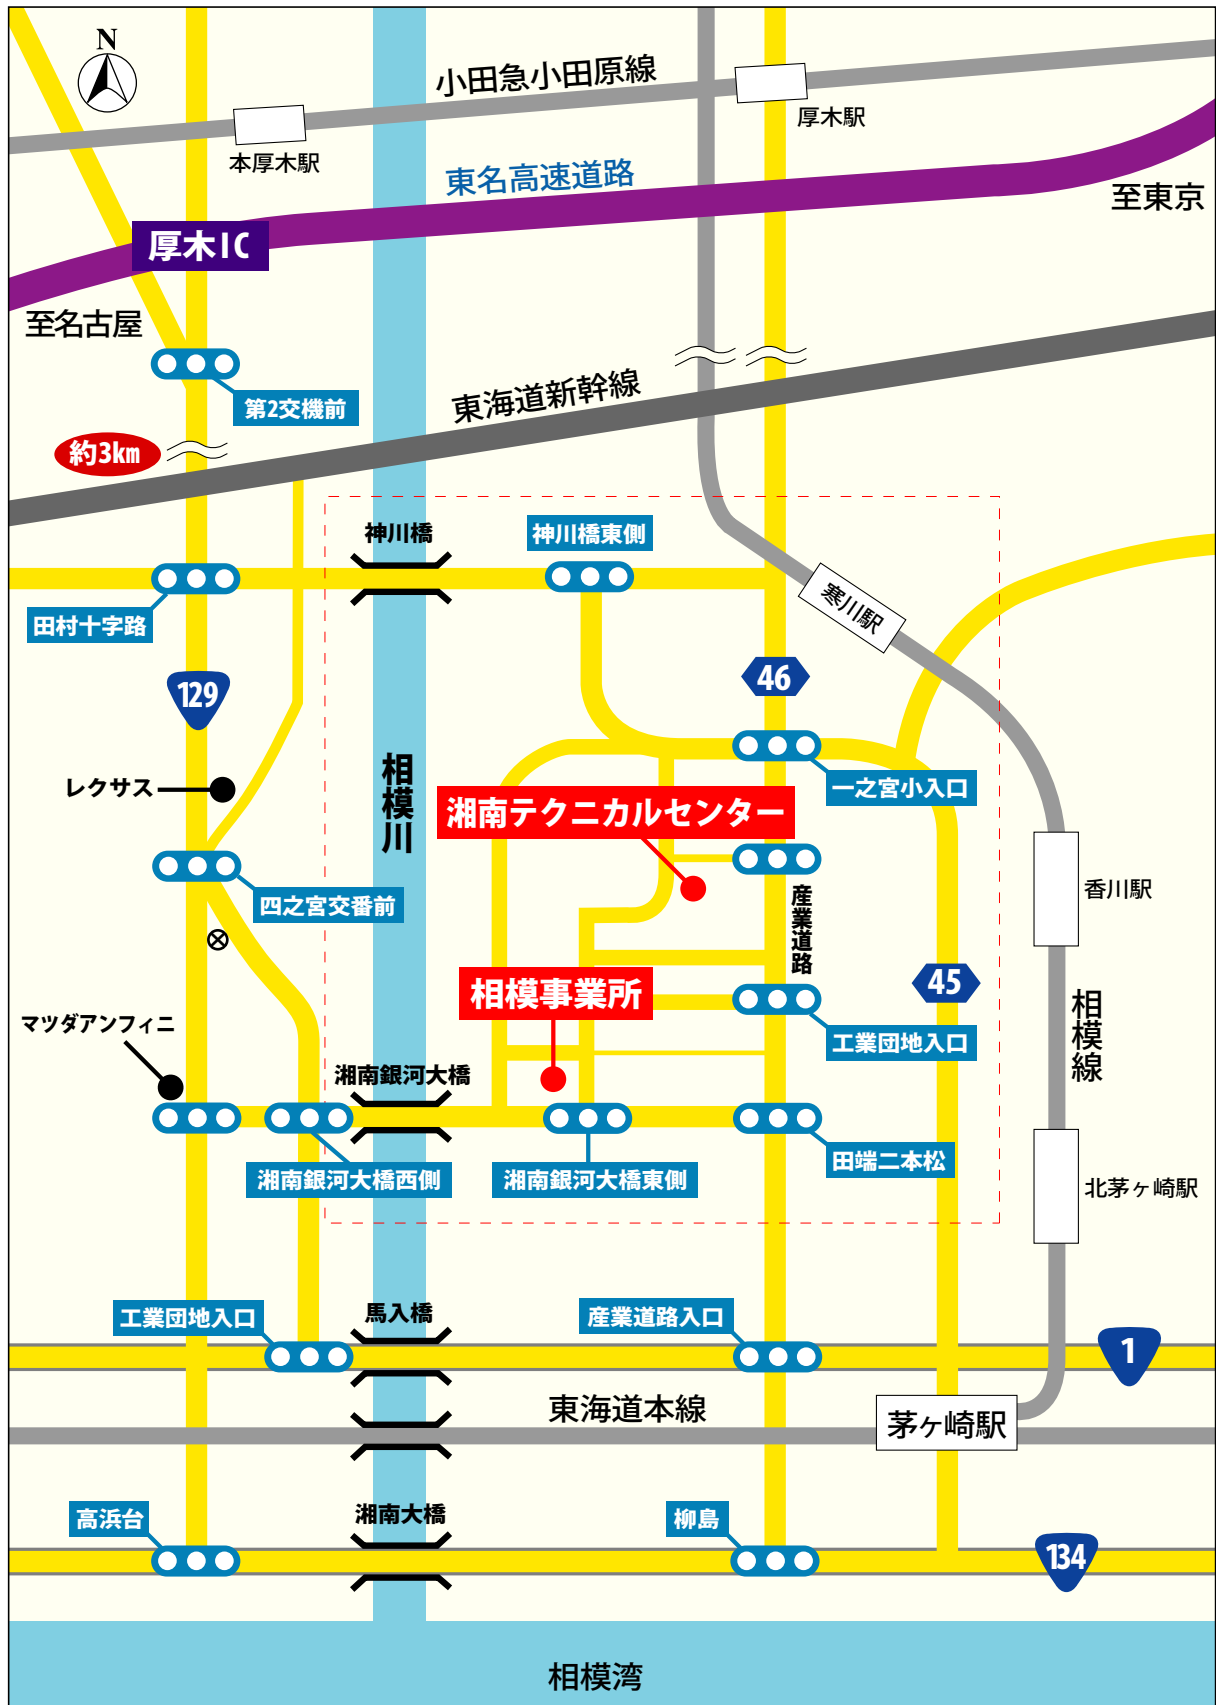 N
小田急小田原線
厚木駅
本厚木駅
東名高速道路
至東京
厚木IC
至名古屋
第2交機前
東海道新幹線
約3km
神川橋
神川橋東側
田村十字路
寒川駅
129
46
相模川
レクサス
一之宮小入口
湘南テクニカルセンター
産業道路
香川駅
四之宮交番前
相模事業所
45
相模線
マツダアンフィニ
工業団地入口
湘南銀河大橋
田端二本松
湘南銀河大橋西側
湘南銀河大橋東側
北茅ヶ崎駅
工業団地入口
馬入橋
産業道路入口
1
東海道本線
茅ヶ崎駅
高浜台
湘南大橋
柳島
134
相模湾